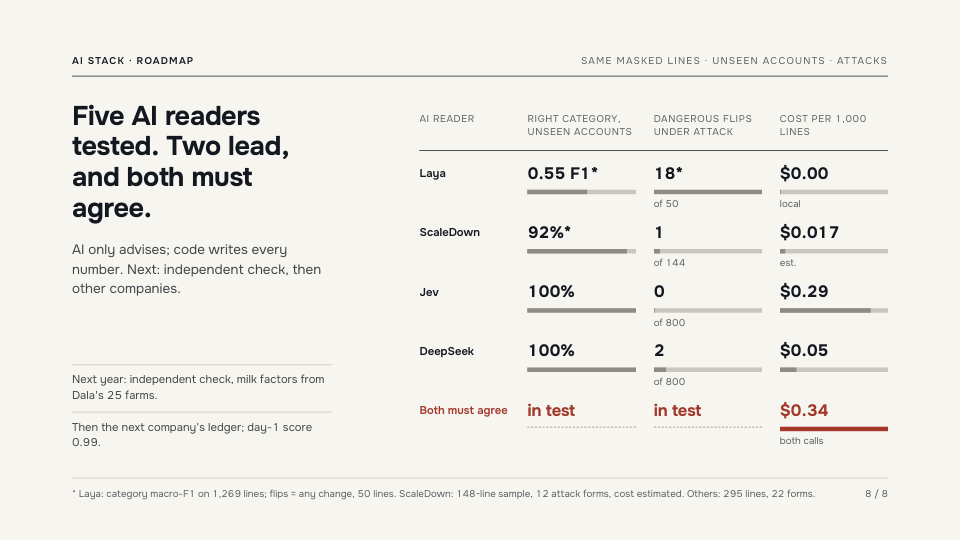 AI STACK · ROADMAP
SAME MASKED LINES · UNSEEN ACCOUNTS · ATTACKS
Five AI readers
tested. Two lead,
and both must
agree.
AI only advises; code writes every
number. Next: independent check, then
other companies.
Next year: independent check, milk factors from
Dala's 25 farms.
Then the next company's ledger; day-1 score
0.99.
AI READER
RIGHT CATEGORY,
UNSEEN ACCOUNTS
DANGEROUS FLIPS
UNDER ATTACK
COST PER 1,000
LINES
Laya
0.55 F1*
18*
of 50
$0.00
local
ScaleDown
92%*
1
of 144
$0.017
est.
Jev
100%
0
of 800
$0.29
DeepSeek
100%
2
of 800
$0.05
Both must agree
in test
in test
$0.34
both calls
* Laya: category macro-F1 on 1,269 lines; flips = any change, 50 lines. ScaleDown: 148-line sample, 12 attack forms, cost estimated. Others: 295 lines, 22 forms.
8 / 8